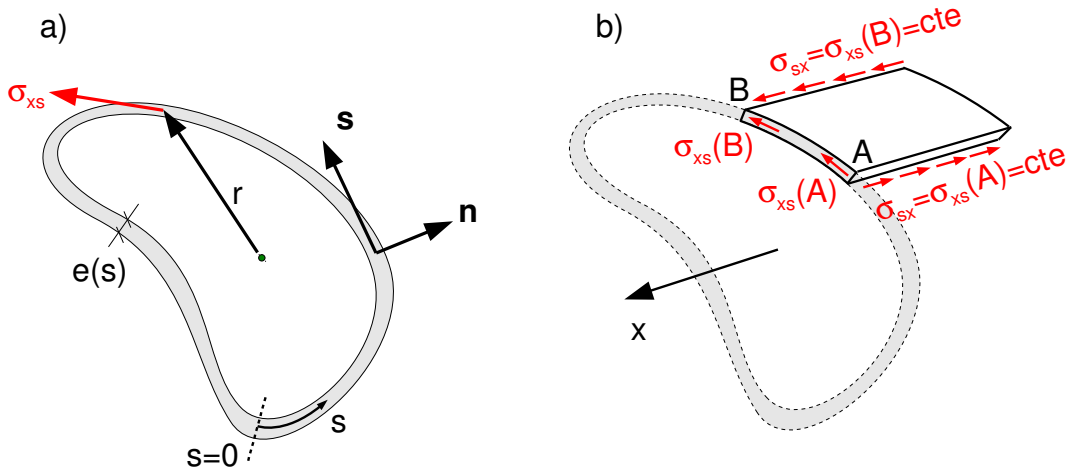 a)
σxs
s
n
r
e(s)
s
s=0
b)
σsx=σxs(B)=cte
B
σxs(B)
A
σxs(A)
σsx=σxs(A)=cte
x